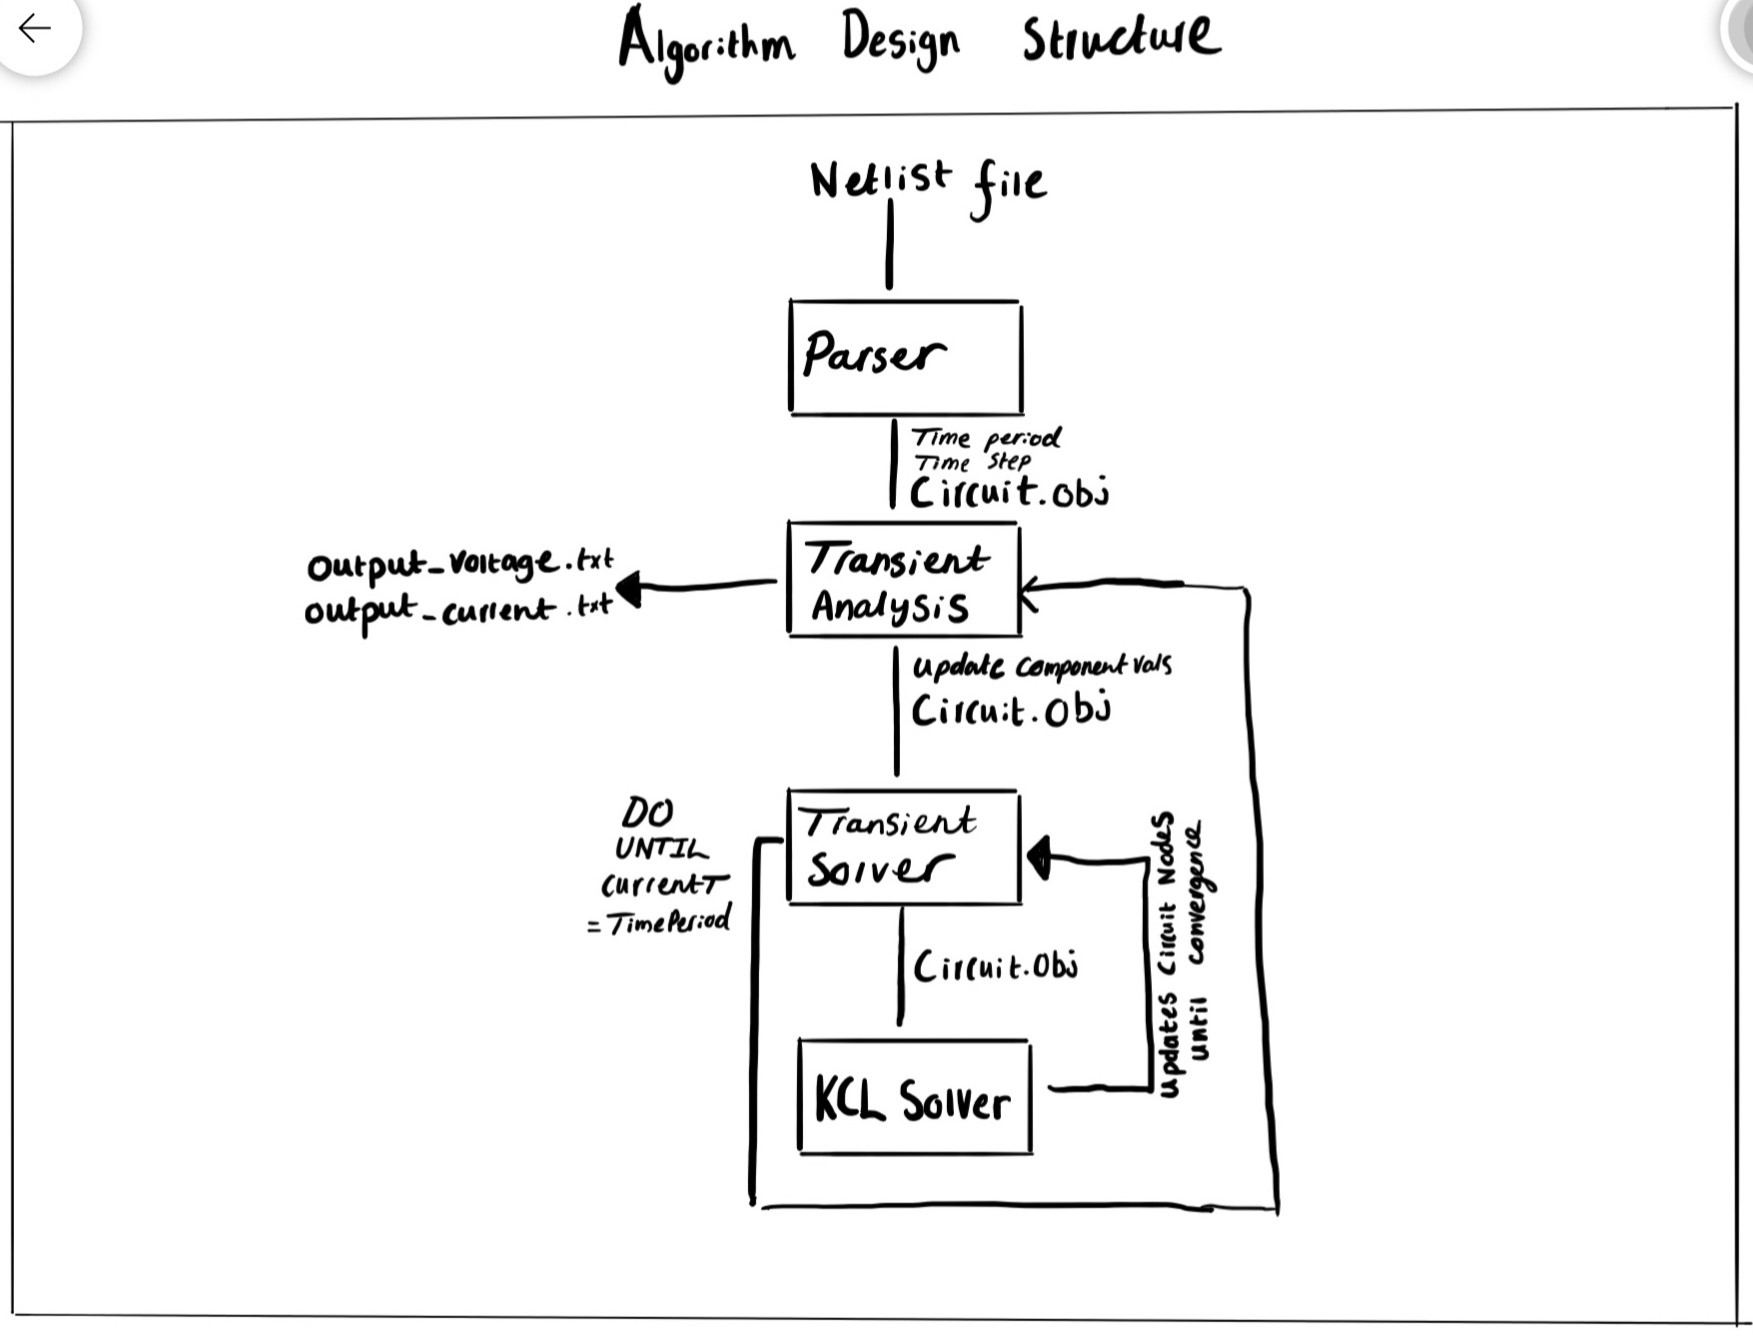 Algorithm Design Structure
Netlist file
Parser
Time period
Time step
Circuit.obj
Transient
Analysis
output_voltage.txt
output_current.txt
update component vals
Circuit.obj
DO
UNTIL
currentT
= TimePeriod
Transient
Solver
Circuit.obj
Updates Circuit Nodes
until convergence
KCL Solver